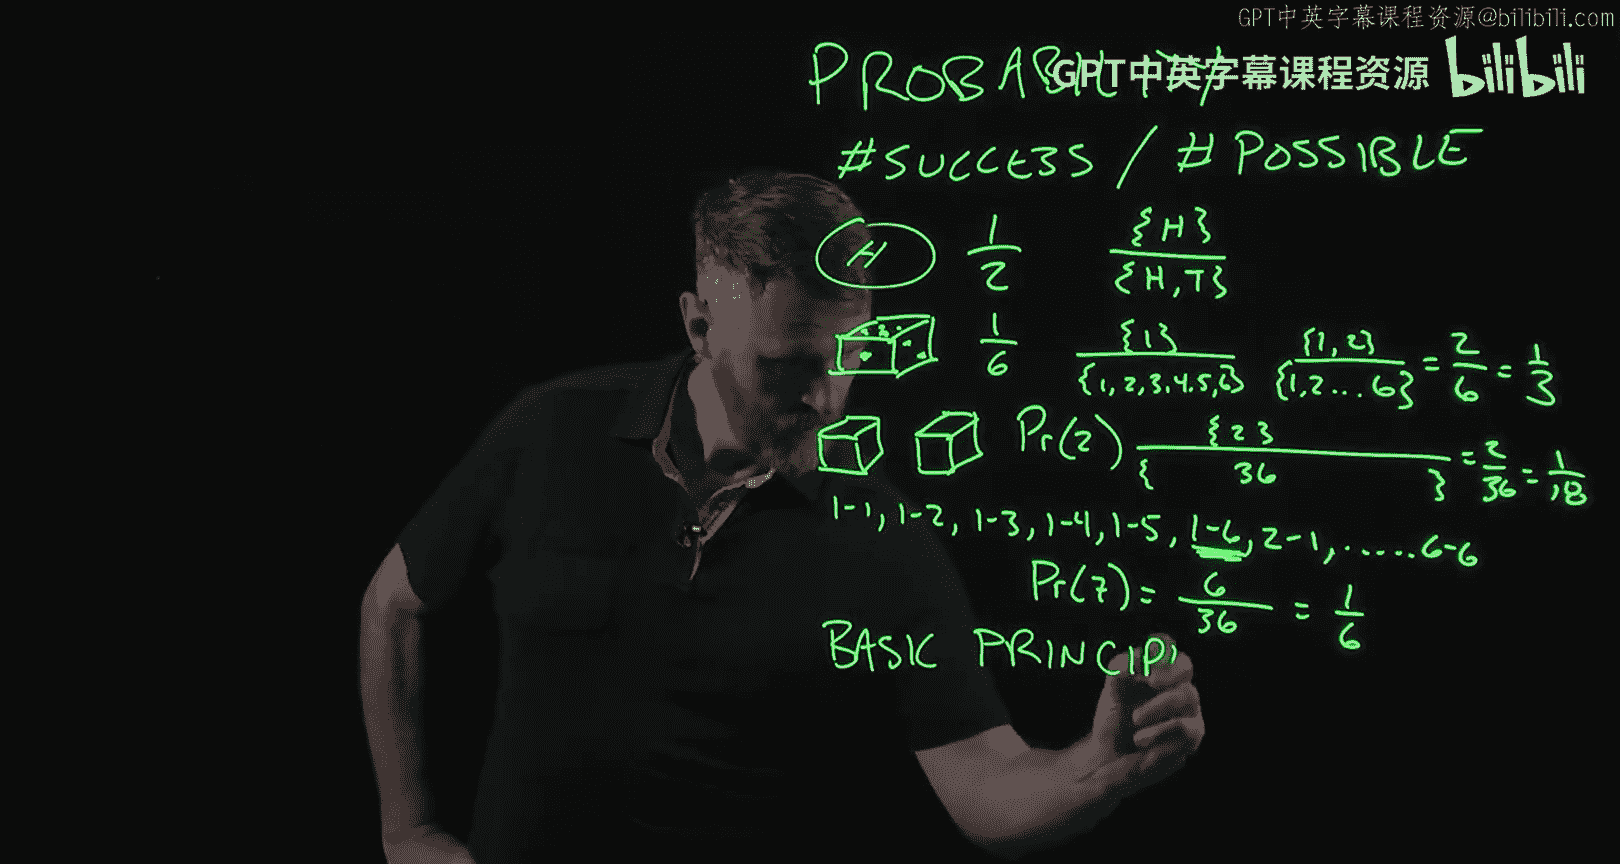 GPT中英字幕课程资源@bilibili.com
GPT中英字幕课程资源 bilibili
#SUCCESS / # POSSIBLE
H 1/2 {H}/{H,T}
1/6 {1}/{1,2,3,4,5,6} {1,2}/{1,2...6} = 2/6 = 1/3
Pr(2) {2}/{36} = 2/36 = 1/18
1-1, 1-2, 1-3, 1-4, 1-5, 1-6, 2-1, ......6-6
Pr(7) = 6/36 = 1/6
BASIC PRINCIP